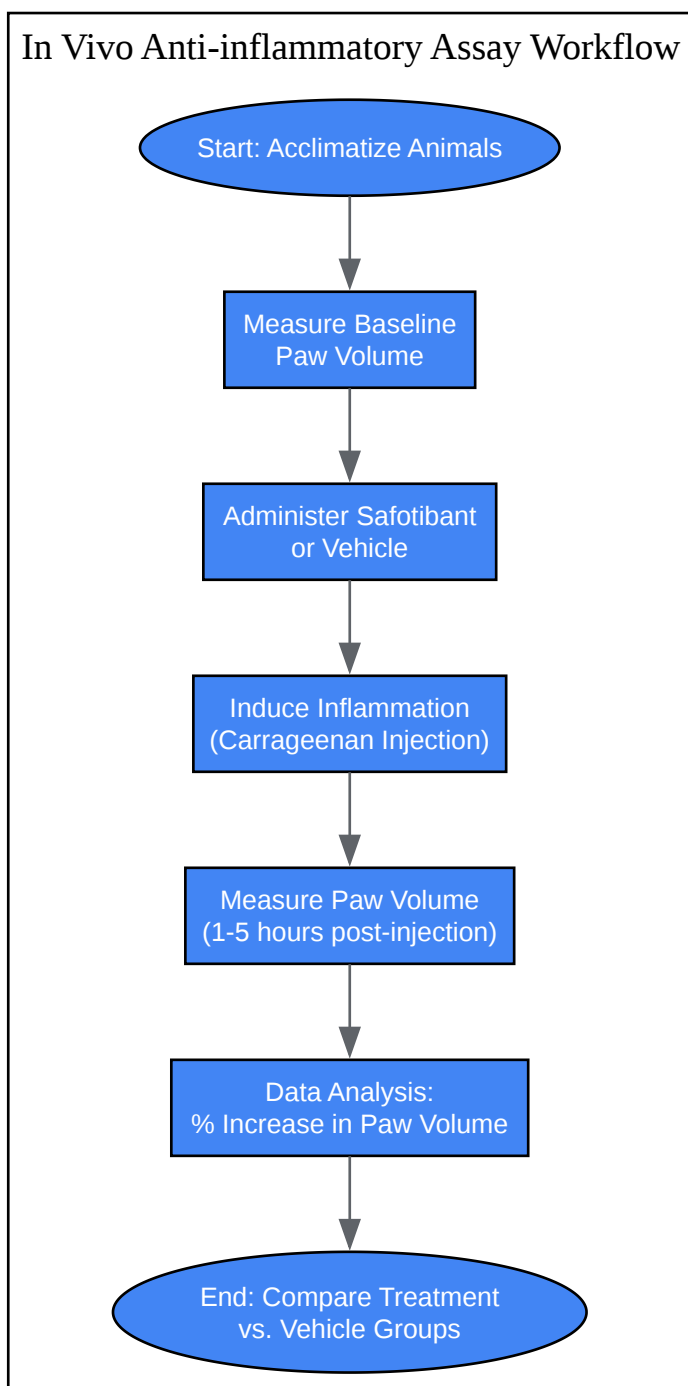 In Vivo Anti-inflammatory Assay Workflow
Start: Acclimatize Animals
Measure Baseline
Paw Volume
Administer Safotibant
or Vehicle
Induce Inflammation
(Carrageenan Injection)
Measure Paw Volume
(1-5 hours post-injection)
Data Analysis:
% Increase in Paw Volume
End: Compare Treatment
vs. Vehicle Groups